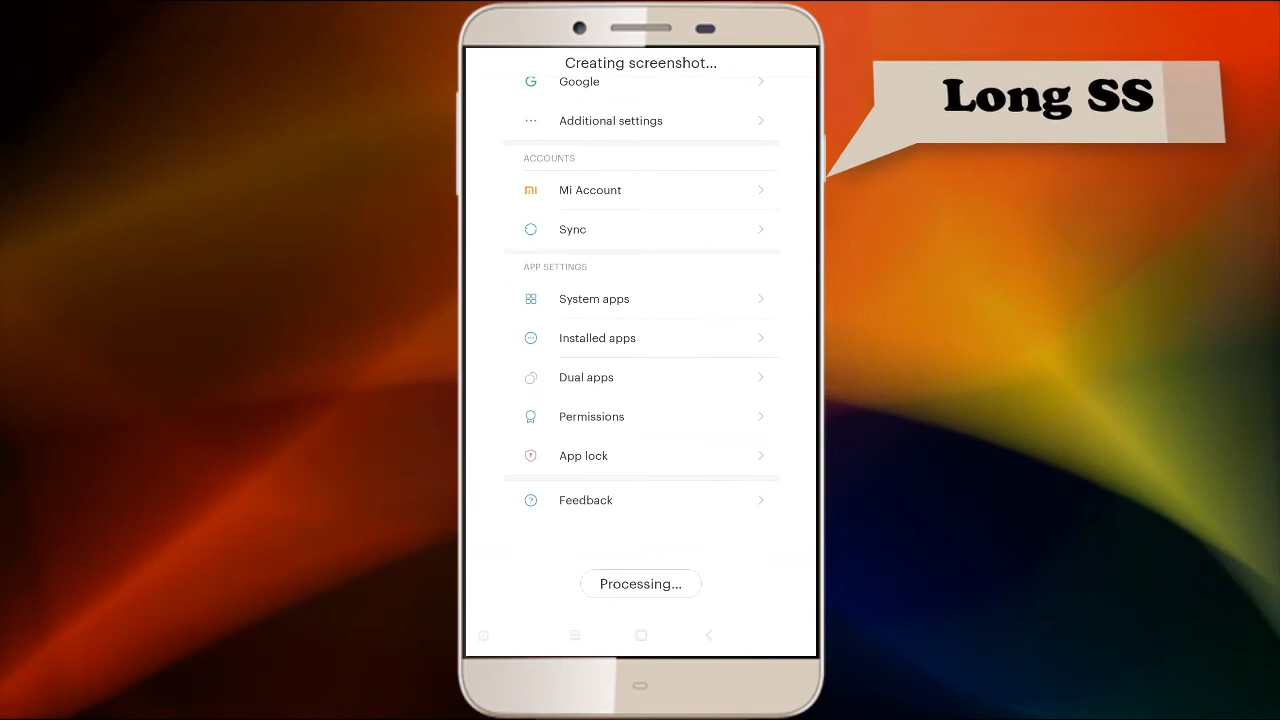 Creating screenshot...
Long SS
Google
Additional settings
ACCOUNTS
Mi Account
Sync
APP SETTINGS
System apps
Installed apps
Dual apps
Permissions
App lock
Feedback
Processing...